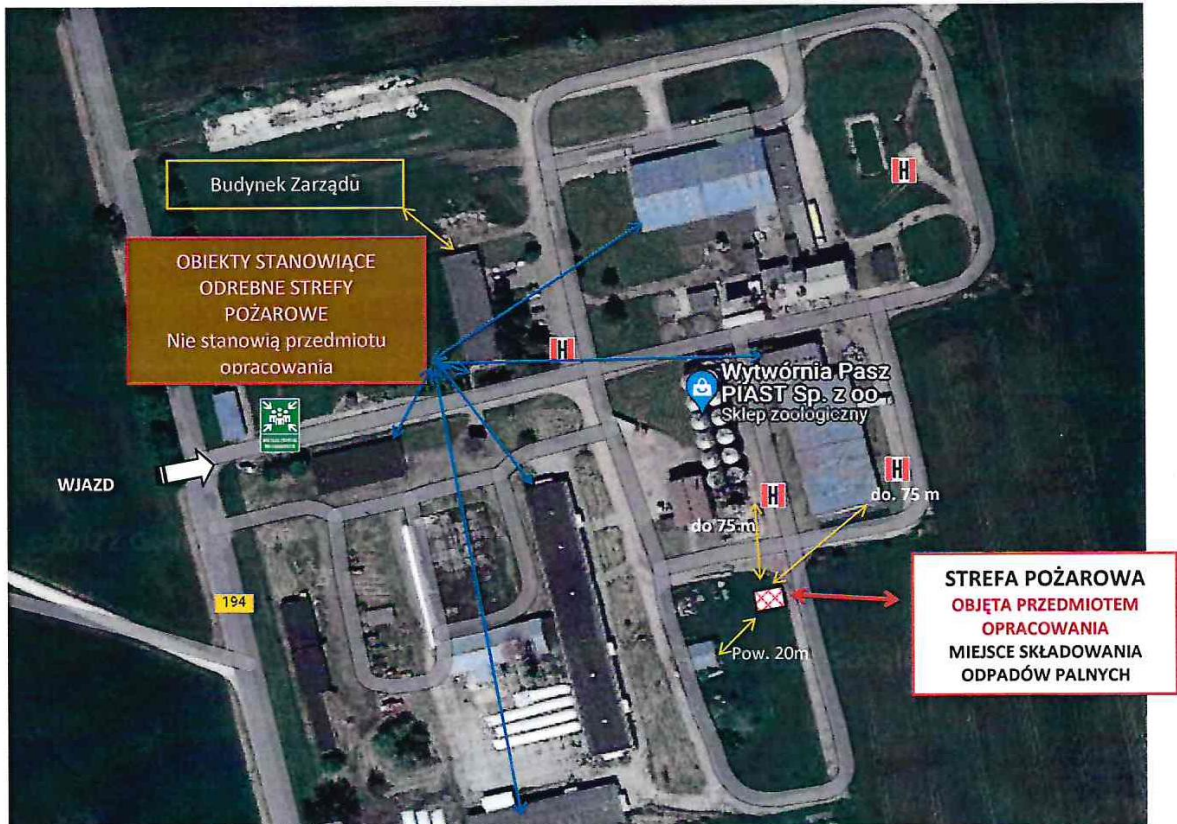 Budynek Zarządu
OBIEKTY STANOWIĄCE
ODREBNE STREFY
POŻAROWE
Nie stanowią przedmiotu
opracowania
H
H
Wytwórnia Pasz
PIAST Sp. z oo
Sklep zoologiczny
WJAZD
H
do. 75 m
H
do 75 m
194
STREFA POŻAROWA
OBJĘTA PRZEDMIOTEM
OPRACOWANIA
MIEJSCE SKŁADOWANIA
ODPADÓW PALNYCH
Pow. 20m